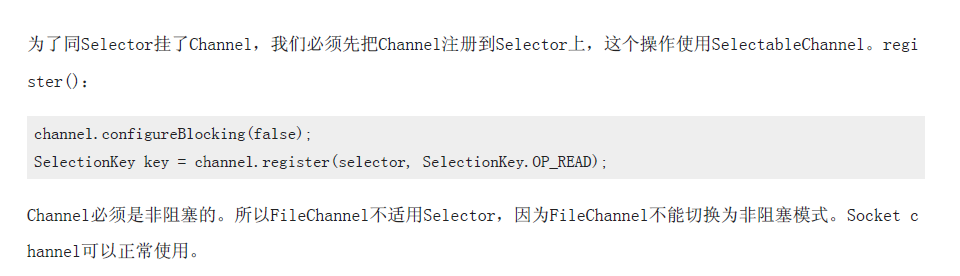 为了同Selector挂了Channel，我们必须先把Channel注册到Selector上，这个操作使用SelectableChannel。regi
ster()：
channel.configureBlocking(false);
SelectionKey key = channel.register(selector, SelectionKey.OP_READ);
Channel必须是非阻塞的。所以FileChannel不适用Selector，因为FileChannel不能切换为非阻塞模式。Socket c
hannel可以正常使用。